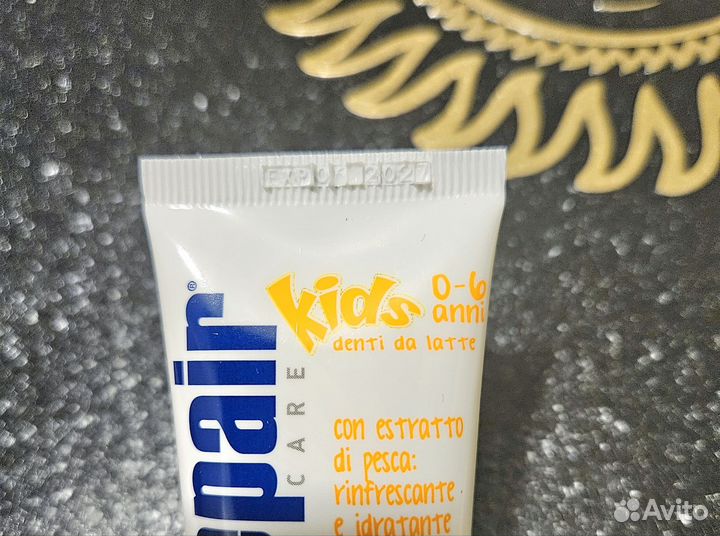 EXP 05 2027
pair®
CARE
kids
0-6
anni
denti da latte
con estratto
di pesca:
rinfrescante
e idratante
Avito